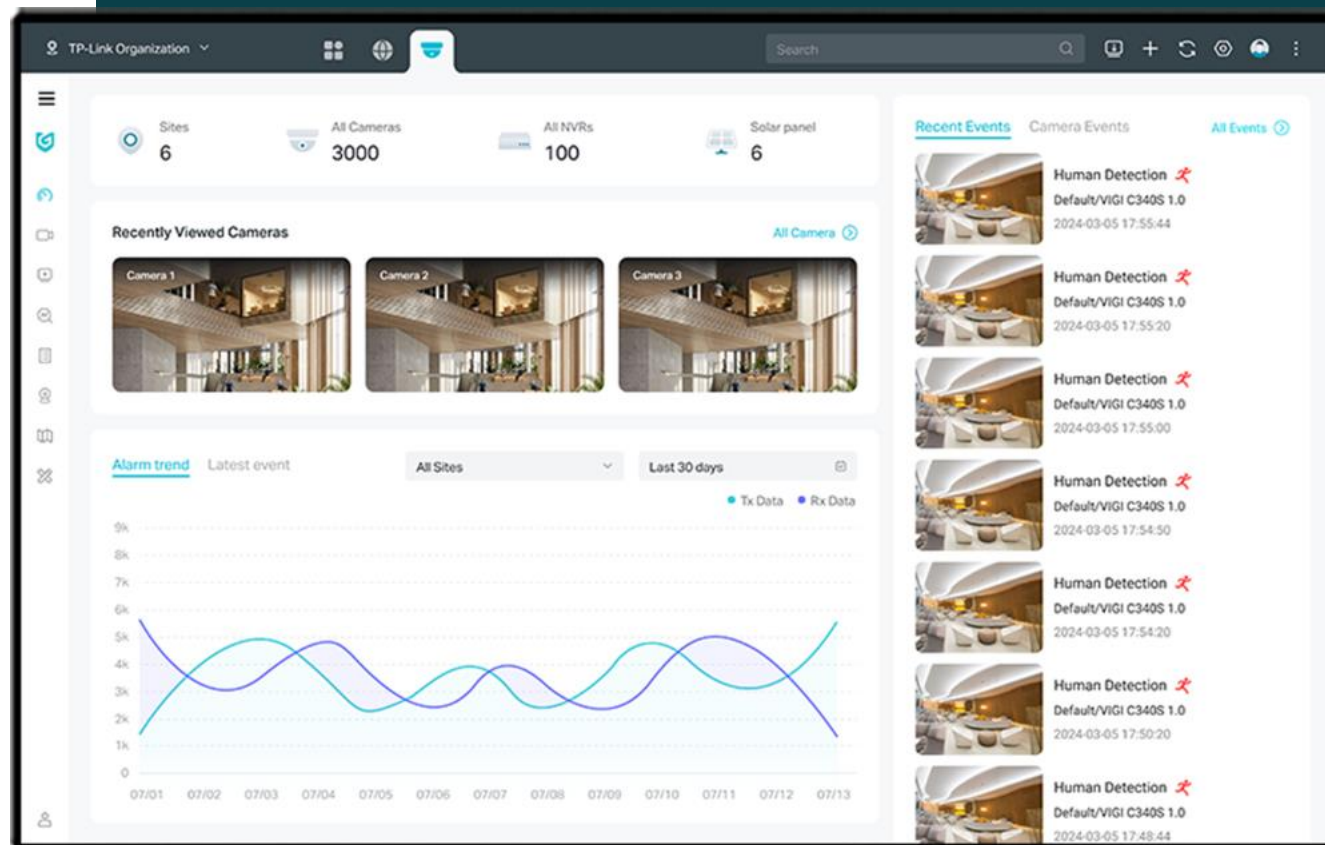 TP-Link Organization
Search
Sites
6
All Cameras
3000
All NVRs
100
Solar panel
6
Recently Viewed Cameras
All Camera
Camera 1
Camera 2
Camera 3
Alarm trend
Latest event
All Sites
Last 30 days
Tx Data
Rx Data
9k
8k
7k
6k
5k
4k
3k
2k
1k
0
07/01 07/02 07/03 07/04 07/05 07/06 07/07 07/08 07/09 07/10 07/11 07/12 07/13
Recent Events
Camera Events
All Events
Human Detection
Default/VIGI C340S 1.0
2024-03-05 17:55:44
Human Detection
Default/VIGI C340S 1.0
2024-03-05 17:55:20
Human Detection
Default/VIGI C340S 1.0
2024-03-05 17:55:00
Human Detection
Default/VIGI C340S 1.0
2024-03-05 17:54:50
Human Detection
Default/VIGI C340S 1.0
2024-03-05 17:54:20
Human Detection
Default/VIGI C340S 1.0
2024-03-05 17:50:20
Human Detection
Default/VIGI C340S 1.0
2024-03-05 17:48:44